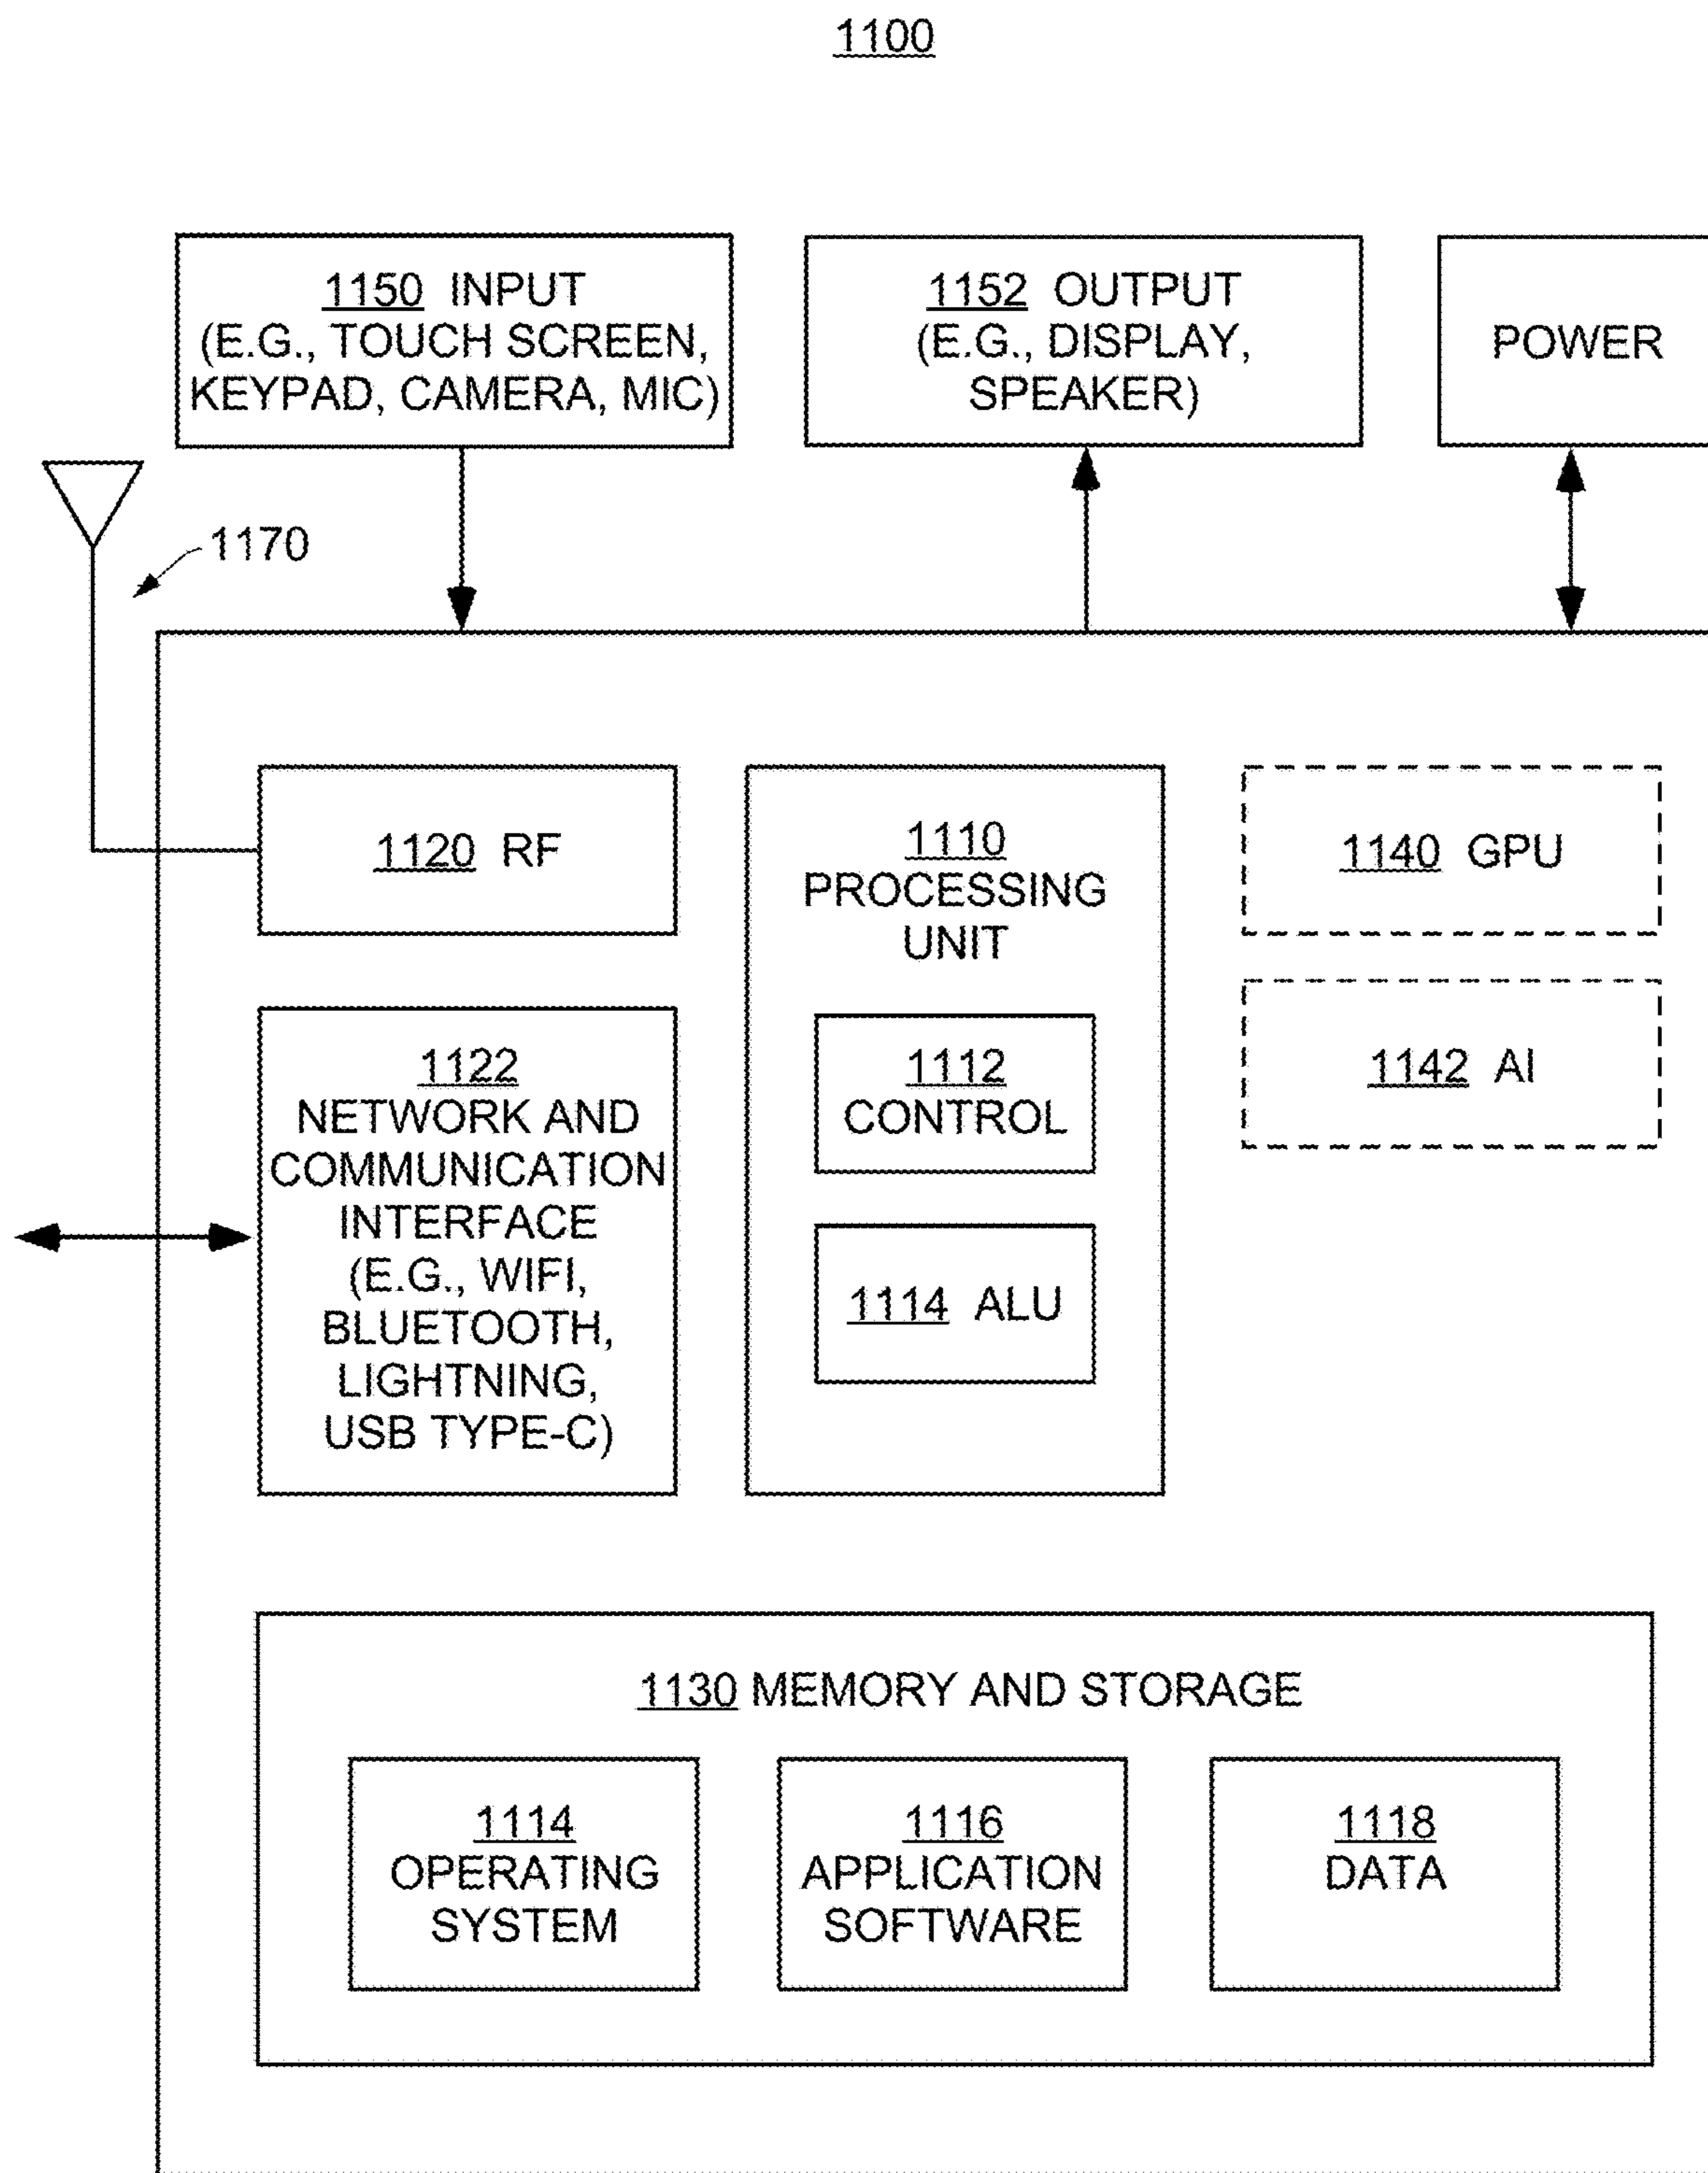 1100
1150 INPUT
(E.G., TOUCH SCREEN,
KEYPAD, CAMERA, MIC)
1152 OUTPUT
(E.G., DISPLAY,
SPEAKER)
POWER
1170
1120 RF
1110
PROCESSING
UNIT
1140 GPU
1122
NETWORK AND
COMMUNICATION
INTERFACE
(E.G., WIFI,
BLUETOOTH,
LIGHTNING,
USB TYPE-C)
1112
CONTROL
1142 AI
1114 ALU
1130 MEMORY AND STORAGE
1114
OPERATING
SYSTEM
1116
APPLICATION
SOFTWARE
1118
DATA